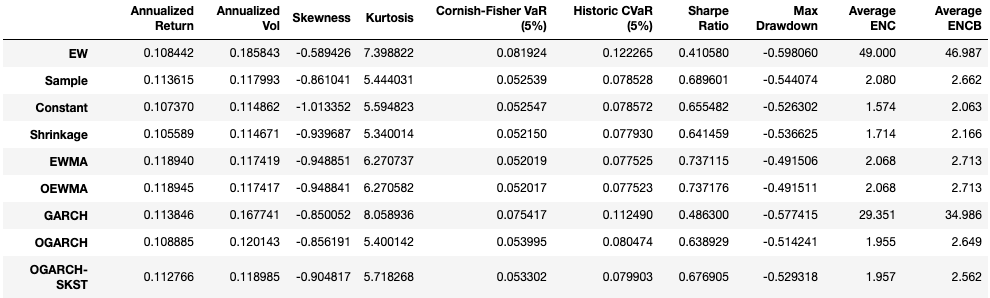 Annualized Return Annualized Vol Skewness Kurtosis Cornish-Fisher VaR (5%) Historic CVaR (5%) Sharpe Ratio Max Drawdown Average ENC Average ENCB
EW 0.108442 0.185843 -0.589426 7.398822 0.081924 0.122265 0.410580 -0.598060 49.000 46.987
Sample 0.113615 0.117993 -0.861041 5.444031 0.052539 0.078528 0.689601 -0.544074 2.080 2.662
Constant 0.107370 0.114862 -1.013352 5.594823 0.052547 0.078572 0.655482 -0.526302 1.574 2.063
Shrinkage 0.105589 0.114671 -0.939687 5.340014 0.052150 0.077930 0.641459 -0.536625 1.714 2.166
EWMA 0.118940 0.117419 -0.948851 6.270737 0.052019 0.077525 0.737115 -0.491506 2.068 2.713
OEWMA 0.118945 0.117417 -0.948841 6.270582 0.052017 0.077523 0.737176 -0.491511 2.068 2.713
GARCH 0.113846 0.167741 -0.850052 8.058936 0.075417 0.112490 0.486300 -0.577415 29.351 34.986
OGARCH 0.108885 0.120143 -0.856191 5.400142 0.053995 0.080474 0.638929 -0.514241 1.955 2.649
OGARCH-SKST 0.112766 0.118985 -0.904817 5.718268 0.053302 0.079903 0.676905 -0.529318 1.957 2.562